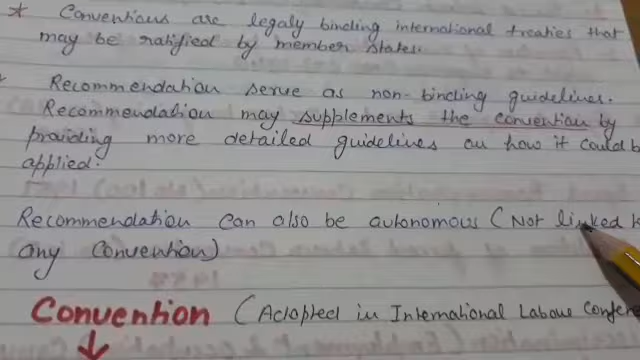 * Conventions are legaly binding international treaties that
may be ratified by member states.
Recommendation serve as non-binding guidelines.
Recommendation may supplements the convention by
providing more detailed guidelines on how it could b
applied.
Recommendation can also be autonomous (Not linked
any convention)
Convention (Adopted in International Labour Confer